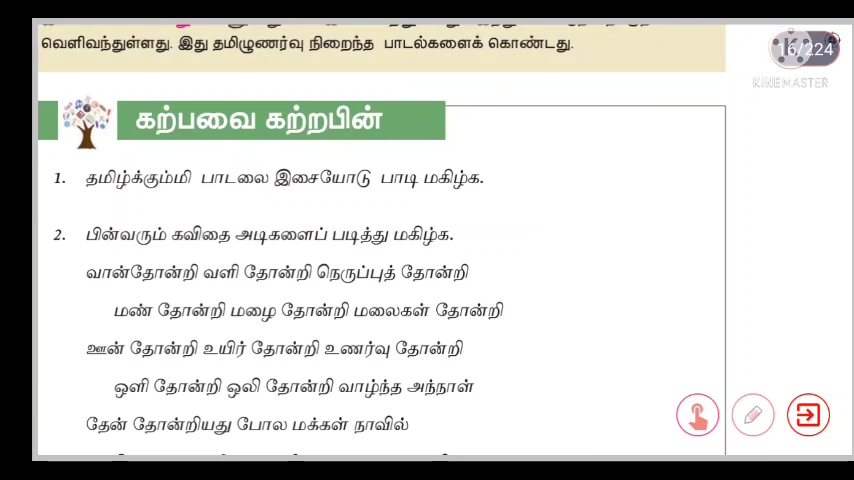 வெளிவந்துள்ளது. இது தமிழுணர்வு நிறைந்த பாடல்களைக் கொண்டது.
16/224
KINEMASTER
கற்பவை கற்றபின்
1. தமிழ்க்கும்மி பாடலை இசையோடு பாடி மகிழ்க.
2. பின்வரும் கவிதை அடிகளைப் படித்து மகிழ்க.
வான்தோன்றி வளி தோன்றி நெருப்புத் தோன்றி
மண் தோன்றி மழை தோன்றி மலைகள் தோன்றி
ஊன் தோன்றி உயிர் தோன்றி உணர்வு தோன்றி
ஒளி தோன்றி ஒலி தோன்றி வாழ்ந்த அந்நாள்
தேன் தோன்றியது போல மக்கள் நாவில்